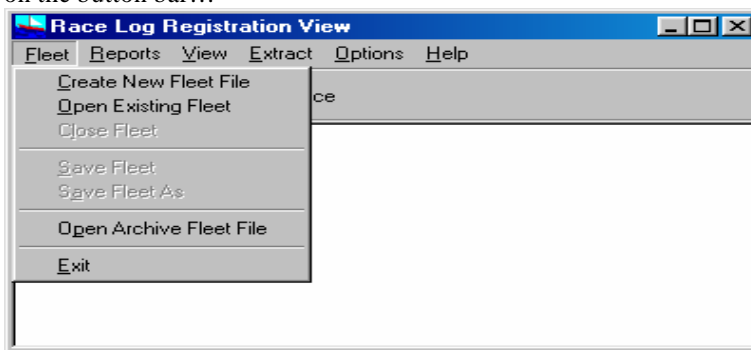 on the button bar…
Race Log Registration View
Fleet Reports View Extract Options Help
Create New Fleet File
ce
Open Existing Fleet
Close Fleet
Save Fleet
Save Fleet As
Open Archive Fleet File
Exit